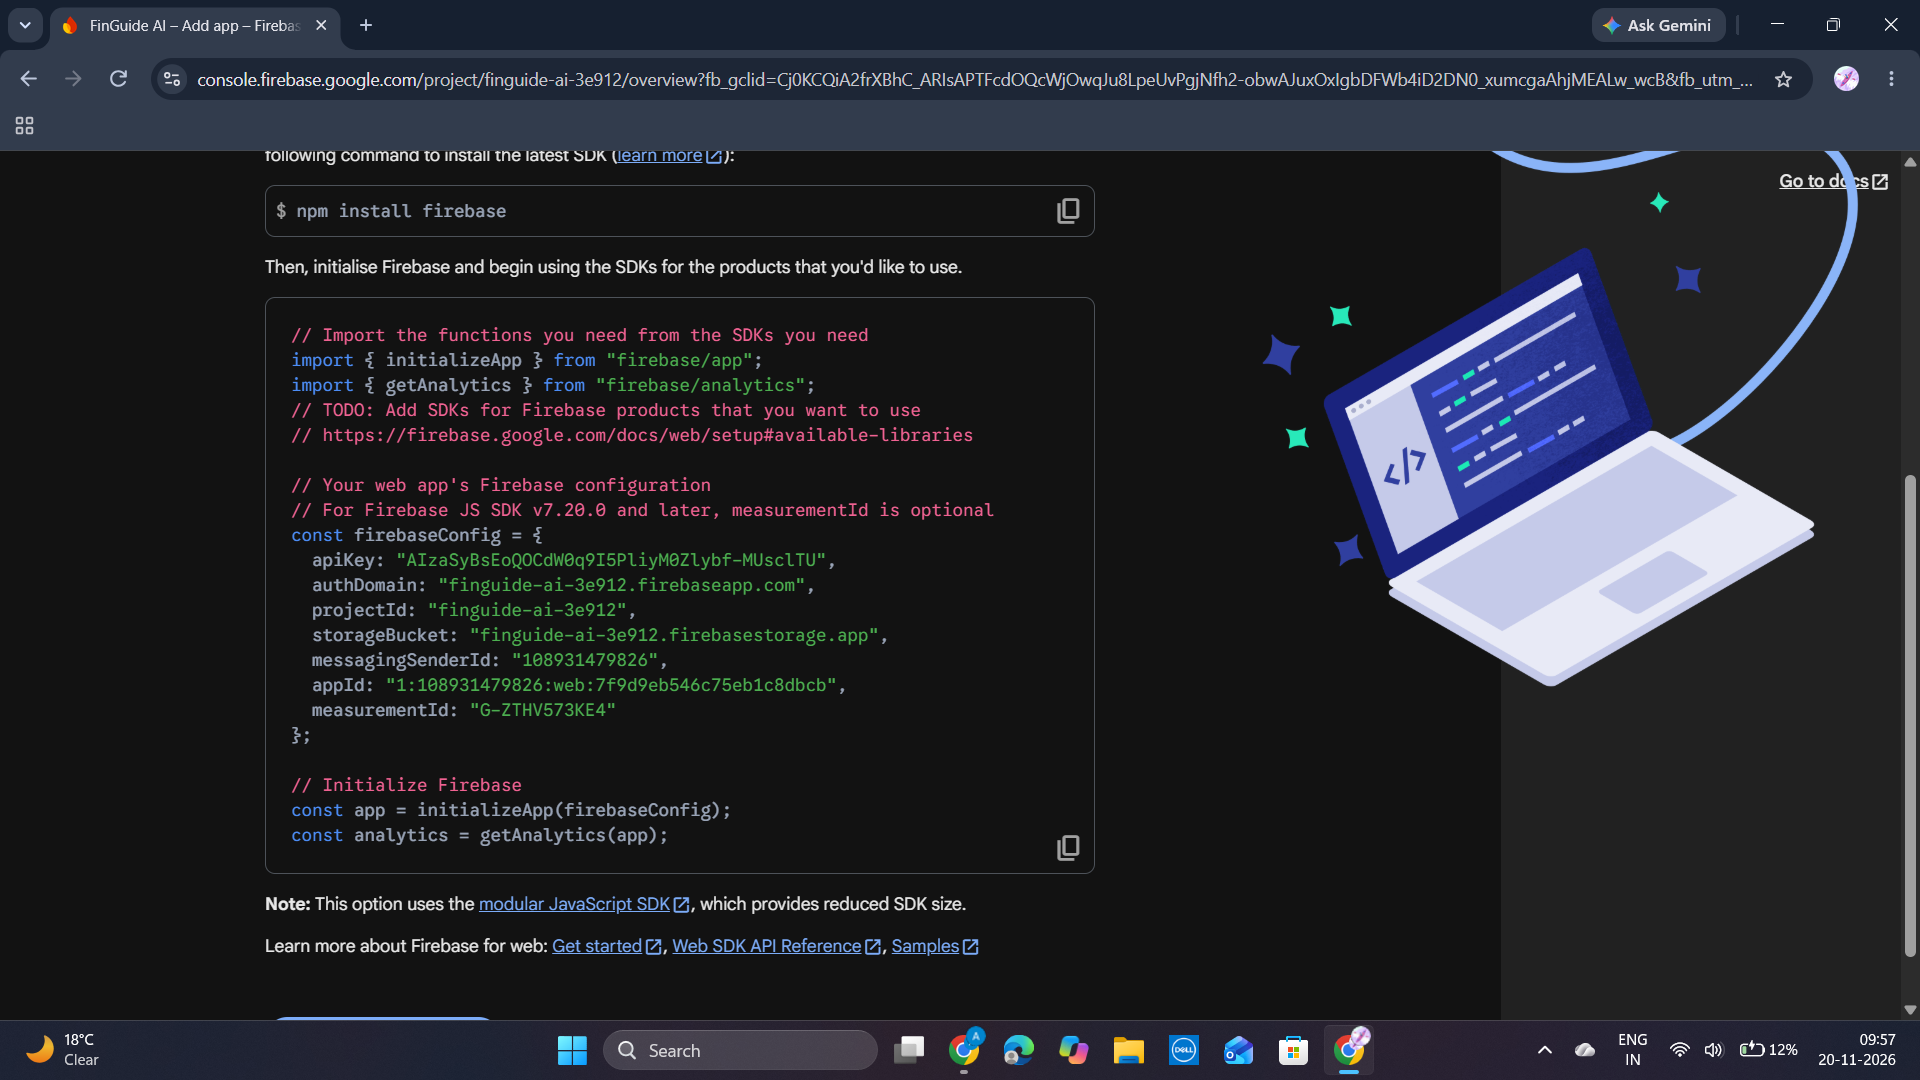 FinGuide AI – Add app – Fireba
Ask Gemini
console.firebase.google.com/project/finguide-ai-3e912/overview?fb_gclid=Cj0KCQiA2frXBhC_ARIsAPTFcdOQcWjOwqJu8LpeUvPgjNfh2-obwAJuxOxIgbDFWb4iD2DN0_xumcgaAhjMEALw_wcB&fb_utm_...
following command to install the latest SDK (learn more):
Go to docs
$ npm install firebase
Then, initialise Firebase and begin using the SDKs for the products that you'd like to use.
// Import the functions you need from the SDKs you need
import { initializeApp } from "firebase/app";
import { getAnalytics } from "firebase/analytics";
// TODO: Add SDKs for Firebase products that you want to use
// https://firebase.google.com/docs/web/setup#available-libraries
// Your web app's Firebase configuration
// For Firebase JS SDK v7.20.0 and later, measurementId is optional
const firebaseConfig = {
apiKey: "AIzaSyBsEoQOCdW0q9I5PliyM0Zlybf-MUsclTU",
authDomain: "finguide-ai-3e912.firebaseapp.com",
projectId: "finguide-ai-3e912",
storageBucket: "finguide-ai-3e912.firebasestorage.app",
messagingSenderId: "108931479826",
appId: "1:108931479826:web:7f9d9eb546c75eb1c8dbcb",
measurementId: "G-ZTHV573KE4"
};
// Initialize Firebase
const app = initializeApp(firebaseConfig);
const analytics = getAnalytics(app);
</>
Note: This option uses the modular JavaScript SDK, which provides reduced SDK size.
Learn more about Firebase for web: Get started, Web SDK API Reference, Samples
18°C
Clear
Search
A
DELL
ENG
IN
12%
09:57
20-11-2026